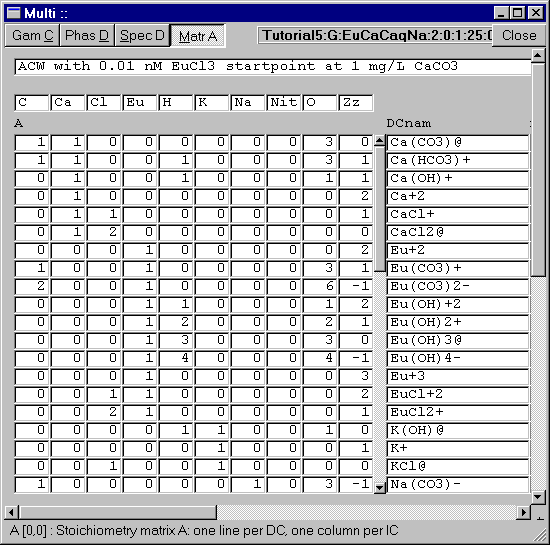 Multi ::
Gam C Phas D Spec D Matr A Tutorial5:G:EuCaCaqNa:2:0:1:25:0 Close
ACW with 0.01 nM EuCl3 startpoint at 1 mg/L CaCO3
C Ca Cl Eu H K Na Nit O Zz
A DCnam
1 1 0 0 0 0 0 0 3 0 Ca(CO3)@
1 1 0 0 1 0 0 0 3 1 Ca(HCO3)+
0 1 0 0 1 0 0 0 1 1 Ca(OH)+
0 1 0 0 0 0 0 0 0 2 Ca+2
0 1 1 0 0 0 0 0 0 1 CaCl+
0 1 2 0 0 0 0 0 0 0 CaCl2@
0 0 0 1 0 0 0 0 0 2 Eu+2
1 0 0 1 0 0 0 0 3 1 Eu(CO3)+
2 0 0 1 0 0 0 0 6 -1 Eu(CO3)2-
0 0 0 1 1 0 0 0 1 2 Eu(OH)+2
0 0 0 1 2 0 0 0 2 1 Eu(OH)2+
0 0 0 1 3 0 0 0 3 0 Eu(OH)3@
0 0 0 1 4 0 0 0 4 -1 Eu(OH)4-
0 0 0 1 0 0 0 0 0 3 Eu+3
0 0 1 1 0 0 0 0 0 2 EuCl+2
0 0 2 1 0 0 0 0 0 1 EuCl2+
0 0 0 0 1 1 0 0 1 0 K(OH)@
0 0 0 0 0 1 0 0 0 1 K+
0 0 1 0 0 1 0 0 0 0 KCl@
1 0 0 0 0 0 1 0 3 -1 Na(CO3)-
A [0,0] : Stoichiometry matrix A: one line per DC, one column per IC